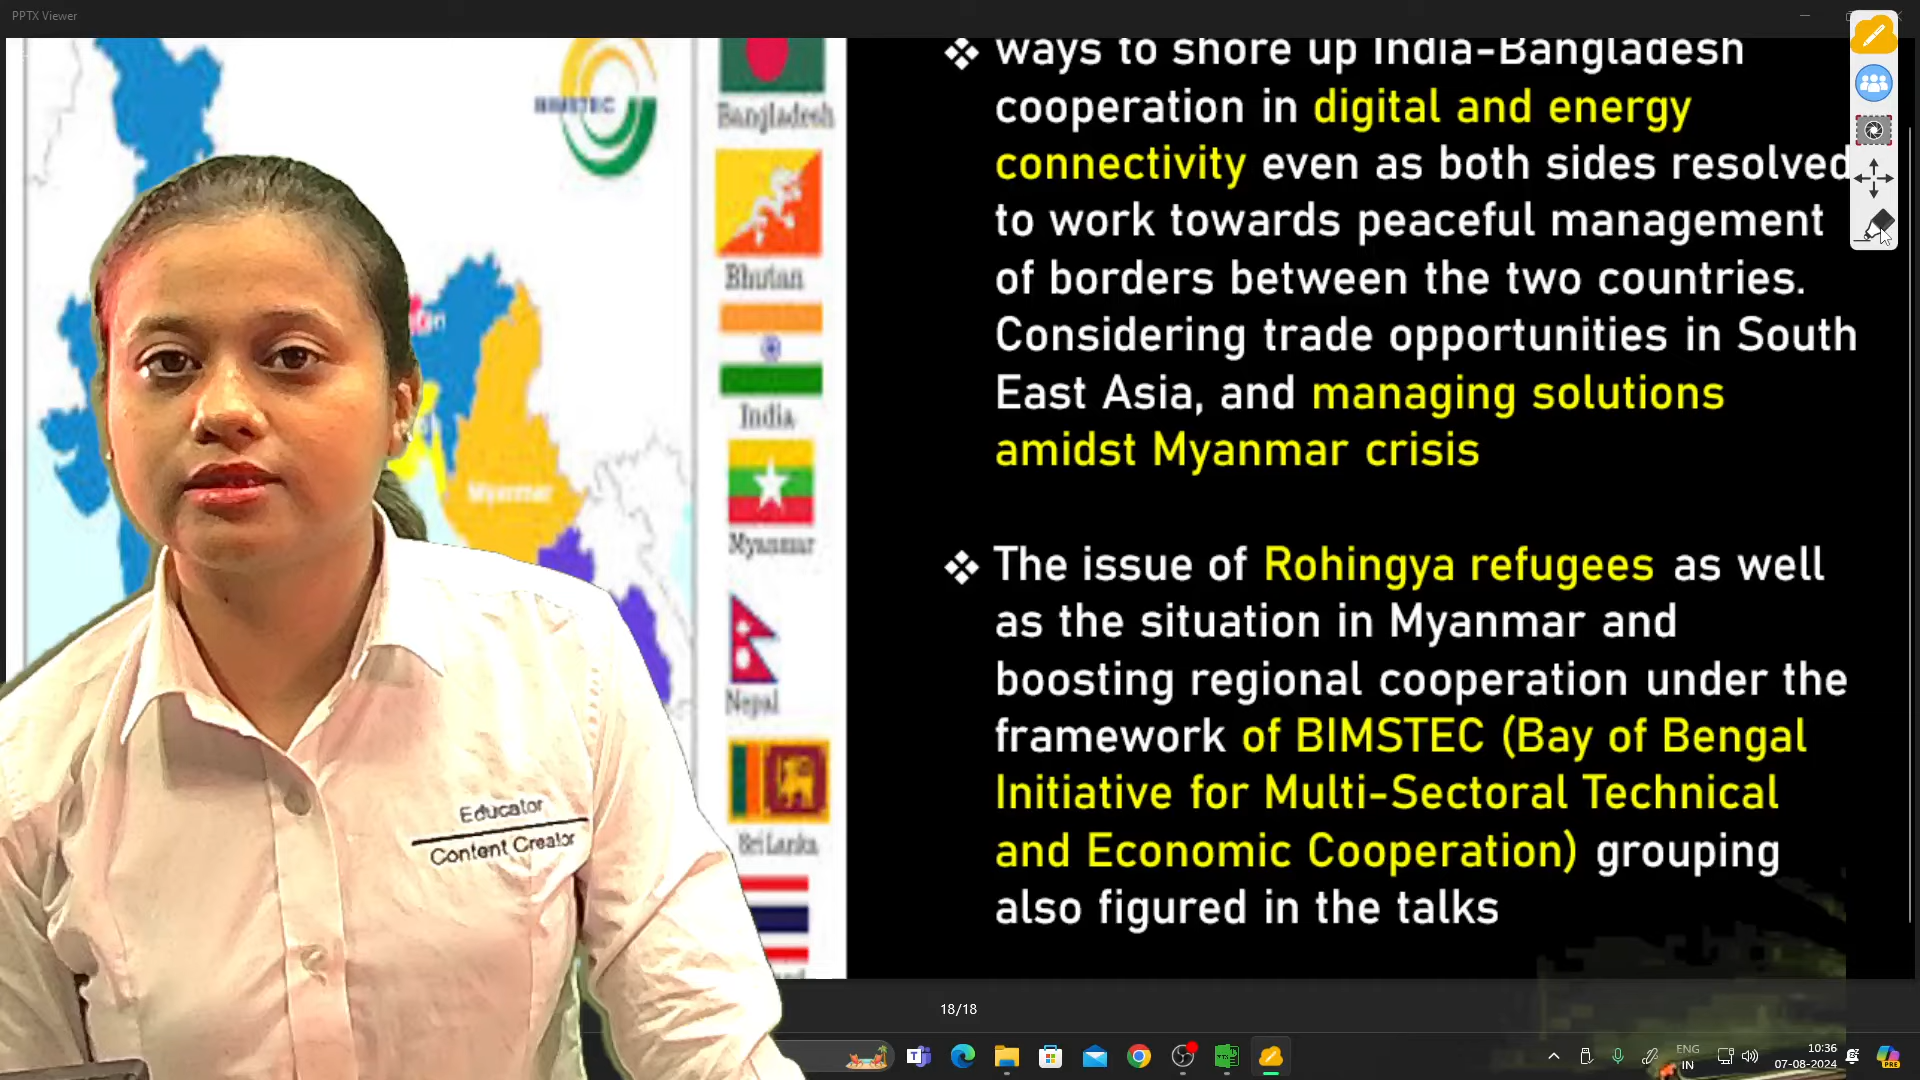 PPTX Viewer
BIMSTEC
Bangladesh
Bhutan
India
Myanmar
Nepal
Sri Lanka
Myanmar
❖ ways to shore up India-Bangladesh
cooperation in digital and energy
connectivity even as both sides resolved
to work towards peaceful management
of borders between the two countries.
Considering trade opportunities in South
East Asia, and managing solutions
amidst Myanmar crisis
❖ The issue of Rohingya refugees as well
as the situation in Myanmar and
boosting regional cooperation under the
framework of BIMSTEC (Bay of Bengal
Initiative for Multi-Sectoral Technical
and Economic Cooperation) grouping
also figured in the talks
Educator
Content Creator
18/18
ENG
IN
10:36
07-08-2024